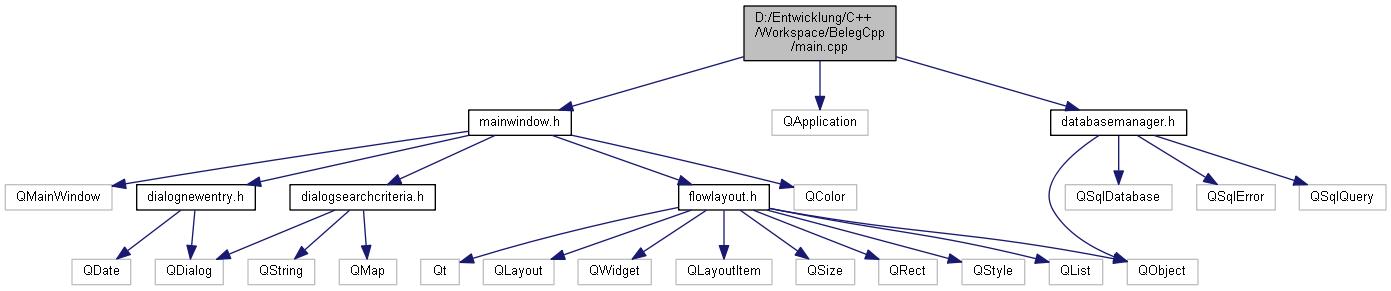 D:/Entwicklung/C++
/Workspace/BelegCpp
/main.cpp
mainwindow.h
QApplication
databasemanager.h
QMainWindow
dialognewentry.h
dialogsearchcriteria.h
flowlayout.h
QColor
QSqlDatabase
QSqlError
QSqlQuery
QDate
QDialog
QString
QMap
Qt
QLayout
QWidget
QLayoutItem
QSize
QRect
QStyle
QList
QObject